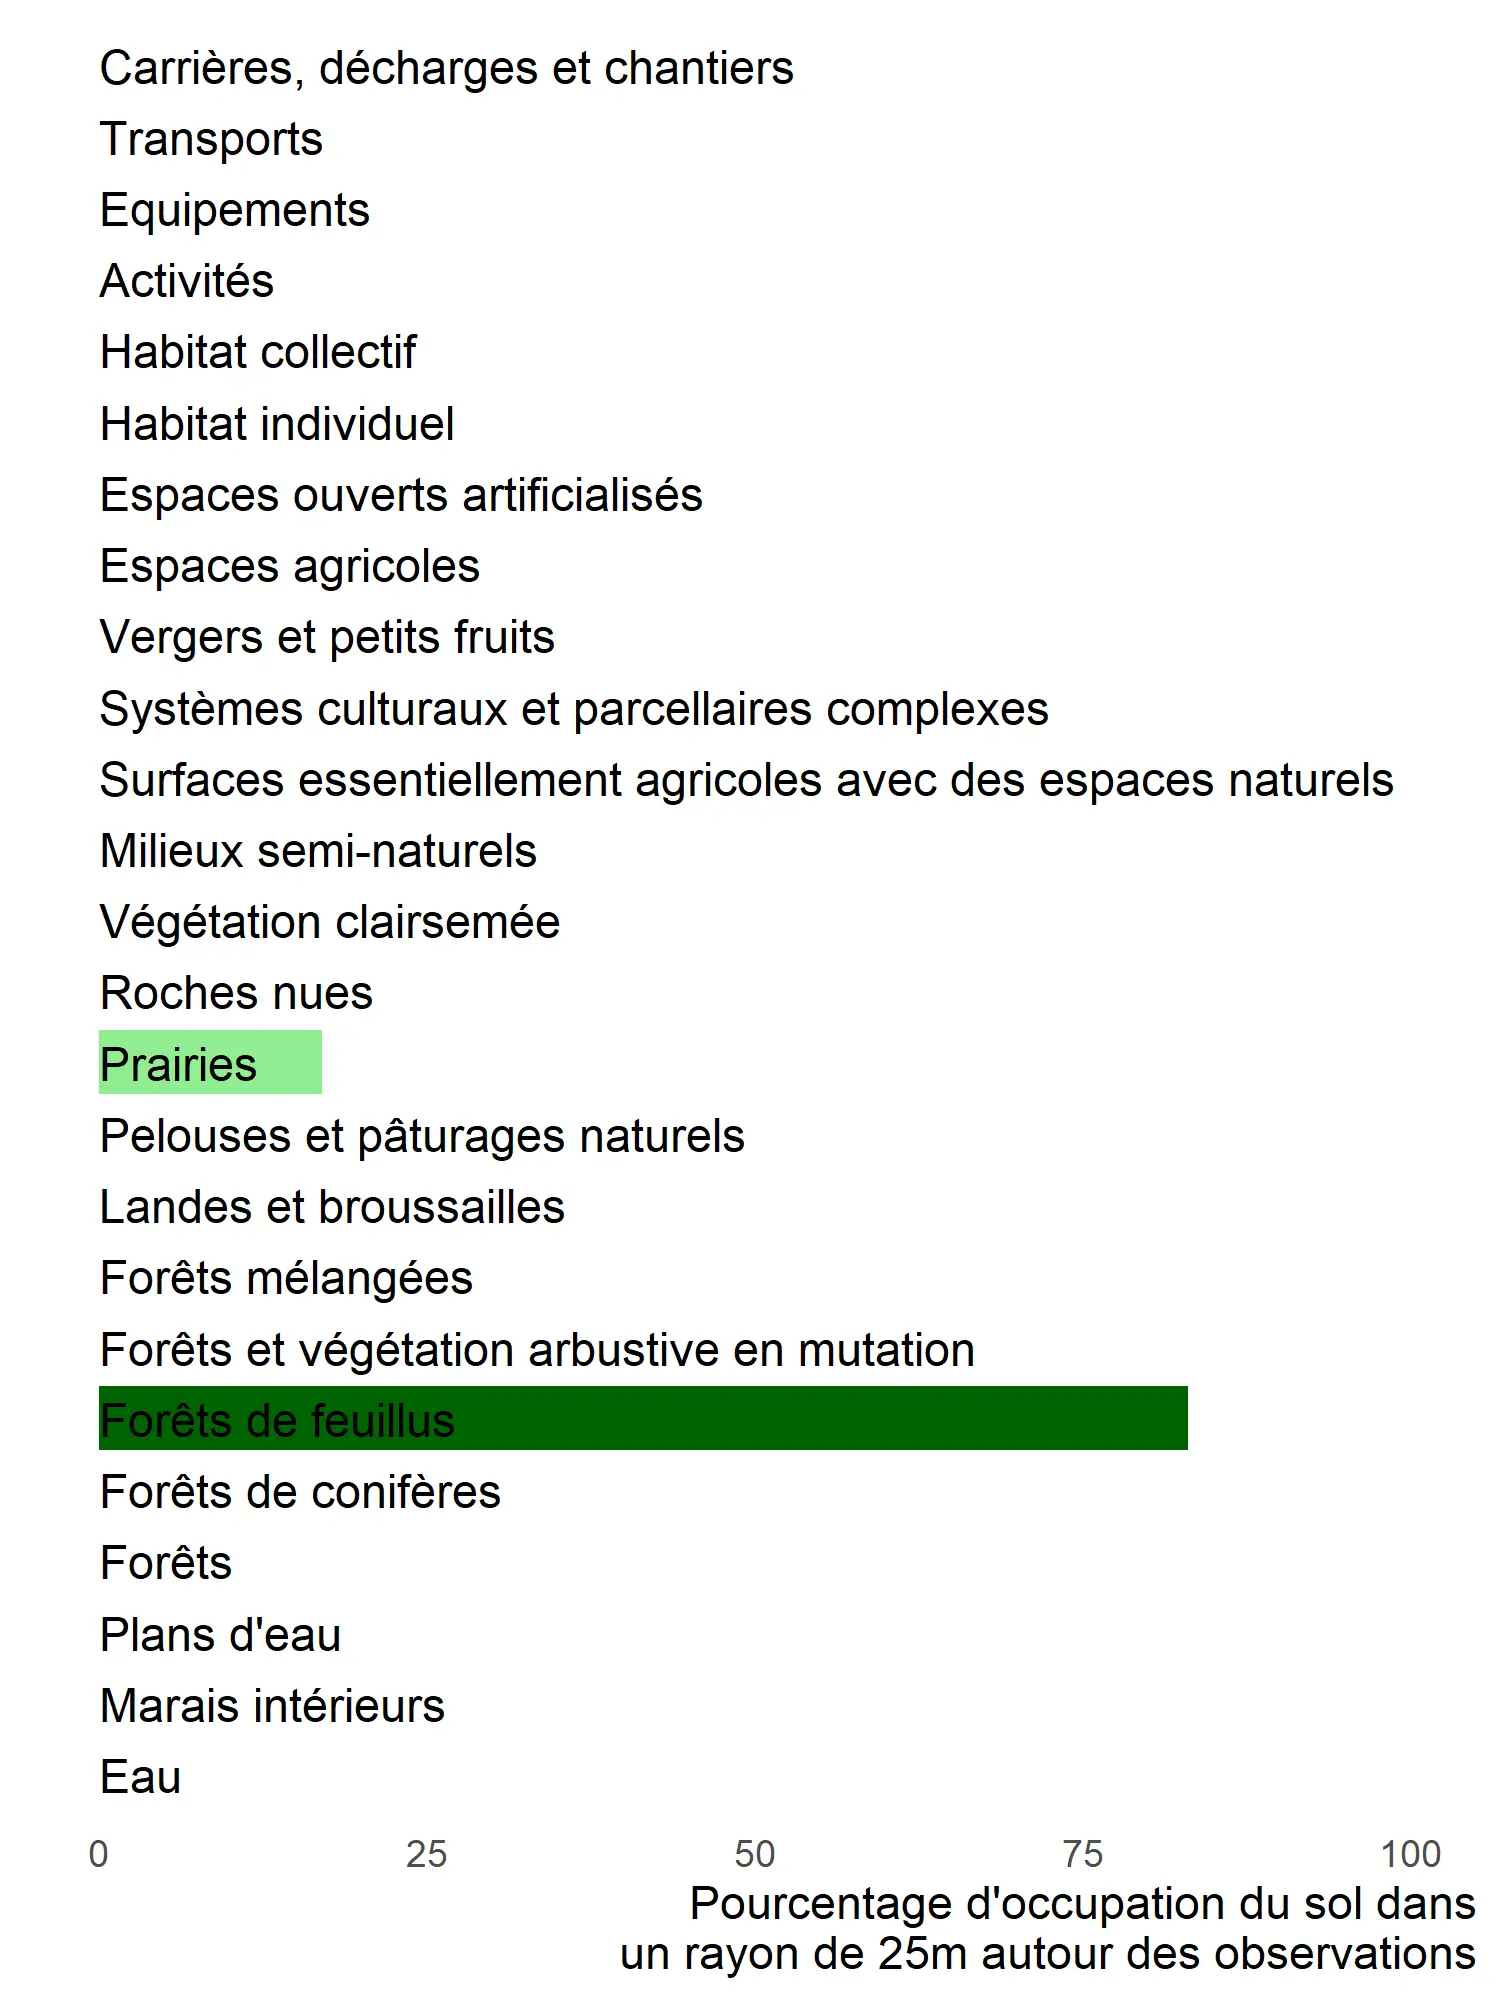 Carrières, décharges et chantiers
Transports
Equipements
Activités
Habitat collectif
Habitat individuel
Espaces ouverts artificialisés
Espaces agricoles
Vergers et petits fruits
Systèmes culturaux et parcellaires complexes
Surfaces essentiellement agricoles avec des espaces naturels
Milieux semi-naturels
Végétation clairsemée
Roches nues
Prairies
Pelouses et pâturages naturels
Landes et broussailles
Forêts mélangées
Forêts et végétation arbustive en mutation
Forêts de feuillus
Forêts de conifères
Forêts
Plans d'eau
Marais intérieurs
Eau
0 25 50 75 100
Pourcentage d'occupation du sol dans
un rayon de 25m autour des observations